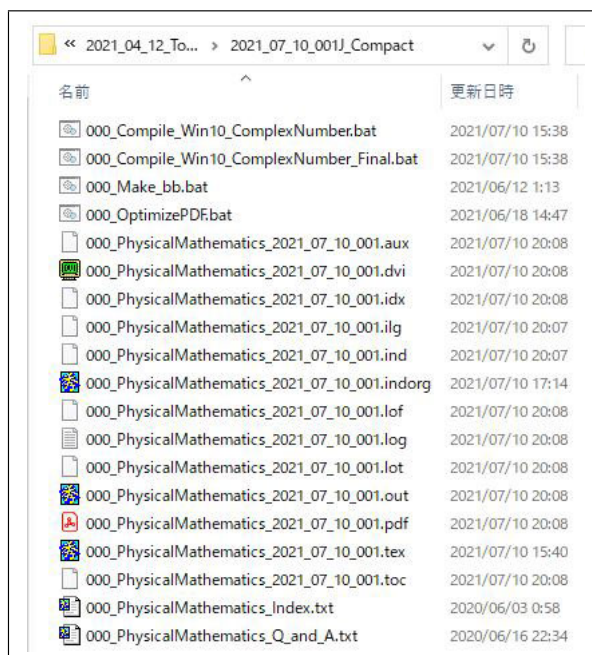 « 2021_04_12_To... > 2021_07_10_001J_Compact
名前 更新日時
000_Compile_Win10_ComplexNumber.bat 2021/07/10 15:38
000_Compile_Win10_ComplexNumber_Final.bat 2021/07/10 15:38
000_Make_bb.bat 2021/06/12 1:13
000_OptimizePDF.bat 2021/06/18 14:47
000_PhysicalMathematics_2021_07_10_001.aux 2021/07/10 20:08
000_PhysicalMathematics_2021_07_10_001.dvi 2021/07/10 20:08
000_PhysicalMathematics_2021_07_10_001.idx 2021/07/10 20:08
000_PhysicalMathematics_2021_07_10_001.ilg 2021/07/10 20:07
000_PhysicalMathematics_2021_07_10_001.ind 2021/07/10 20:07
000_PhysicalMathematics_2021_07_10_001.indorg 2021/07/10 17:14
000_PhysicalMathematics_2021_07_10_001.lof 2021/07/10 20:08
000_PhysicalMathematics_2021_07_10_001.log 2021/07/10 20:08
000_PhysicalMathematics_2021_07_10_001.lot 2021/07/10 20:08
000_PhysicalMathematics_2021_07_10_001.out 2021/07/10 20:08
000_PhysicalMathematics_2021_07_10_001.pdf 2021/07/10 20:08
000_PhysicalMathematics_2021_07_10_001.tex 2021/07/10 15:40
000_PhysicalMathematics_2021_07_10_001.toc 2021/07/10 20:08
000_PhysicalMathematics_Index.txt 2020/06/03 0:58
000_PhysicalMathematics_Q_and_A.txt 2020/06/16 22:34